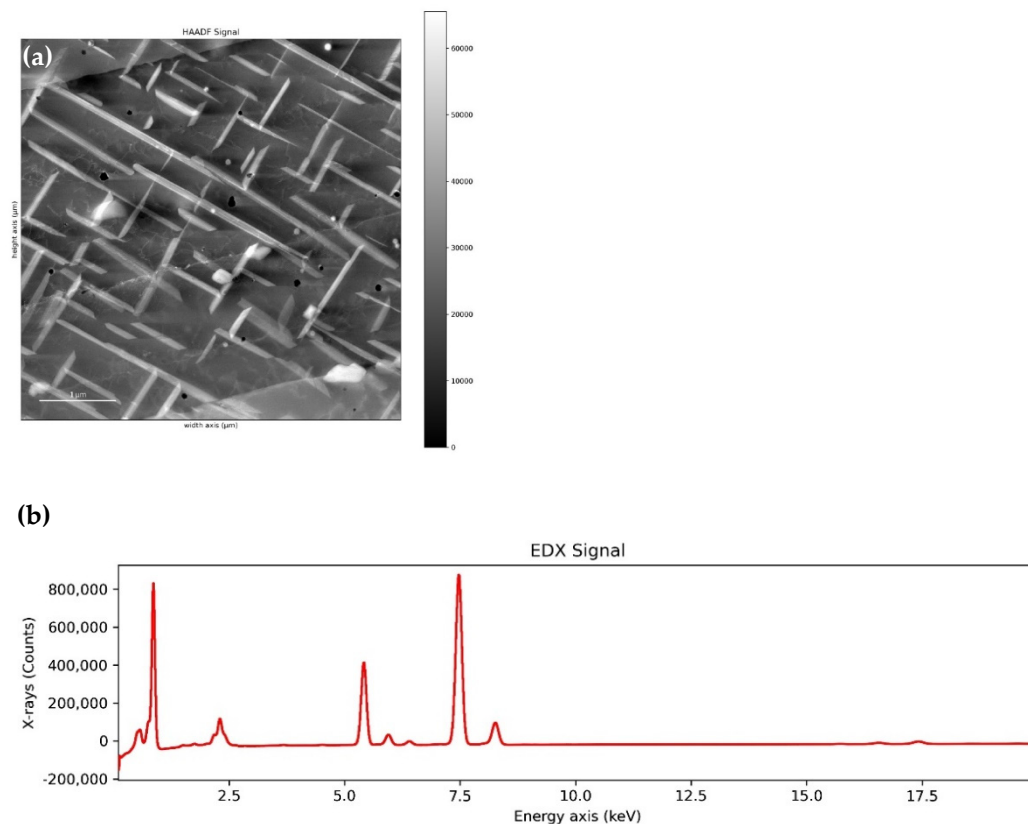 HAADF Signal
(a)
height axis (µm)
1 µm
width axis (µm)
60000
50000
40000
30000
20000
10000
0
(b)
EDX Signal
X-rays (Counts)
800,000
600,000
400,000
200,000
0
-200,000
2.5 5.0 7.5 10.0 12.5 15.0 17.5
Energy axis (keV)